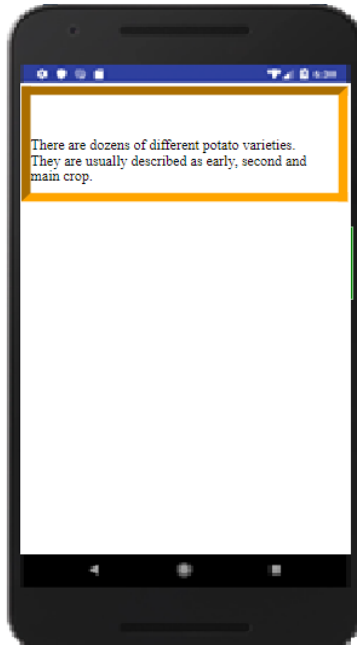 There are dozens of different potato varieties.
They are usually described as early, second and
main crop.